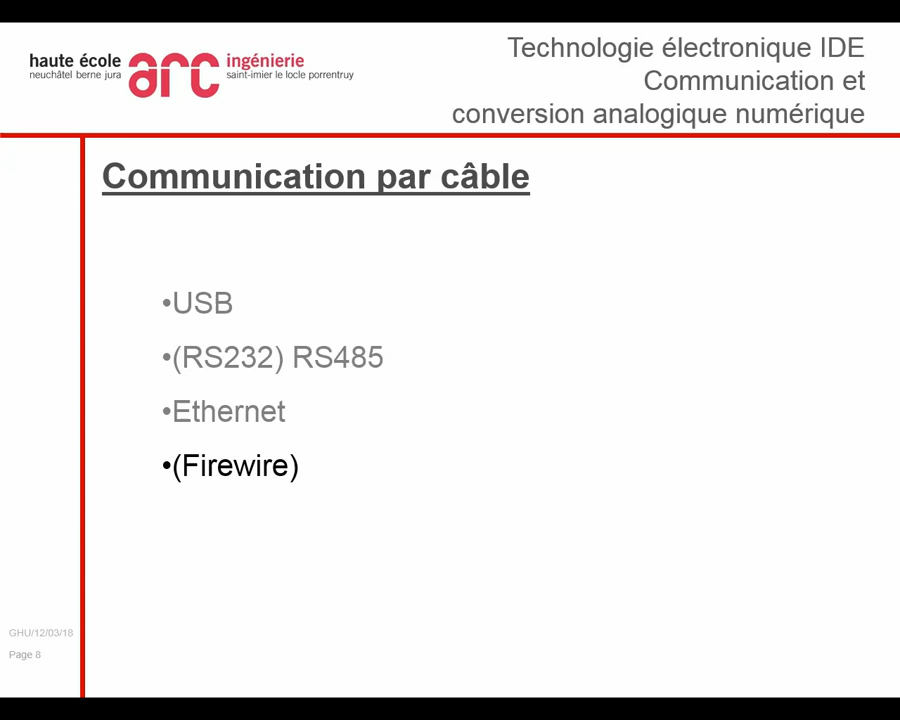 haute école
neuchâtel berne jura
arc
ingénierie
saint-imier le locle porrentruy
Technologie électronique IDE
Communication et
conversion analogique numérique
Communication par câble
•USB
•(RS232) RS485
•Ethernet
•(Firewire)
GHU/12/03/18
Page 8